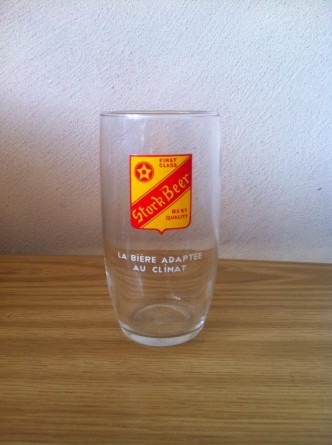 FIRST
CLASS
Stork Beer
BEST
QUALITY
LA BIÈRE ADAPTÉE
AU CLIMAT